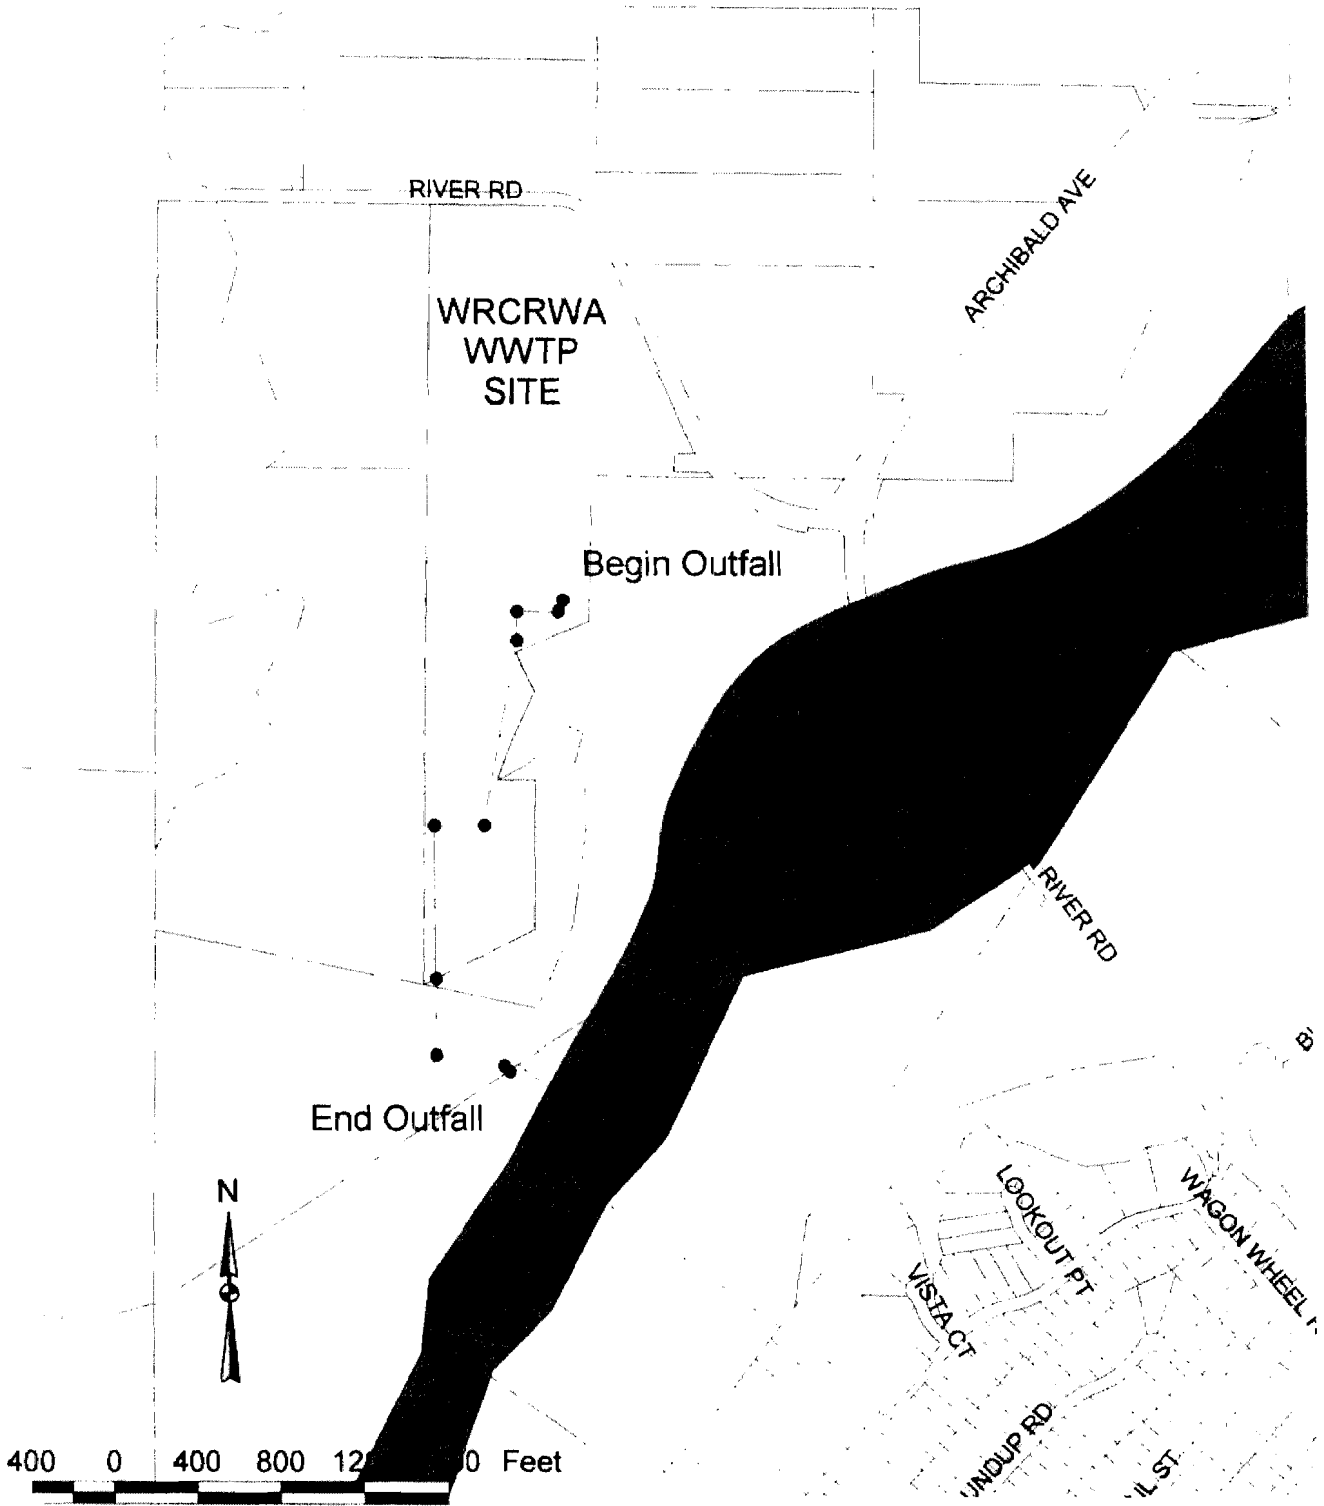 RIVER RD
ARCHIBALD AVE
WRCRWA
WWTP
SITE
Begin Outfall
RIVER RD
End Outfall
N
LOOKOUT PT
WAGON WHEEL
VISTA CT
400 0 400 800 Feet